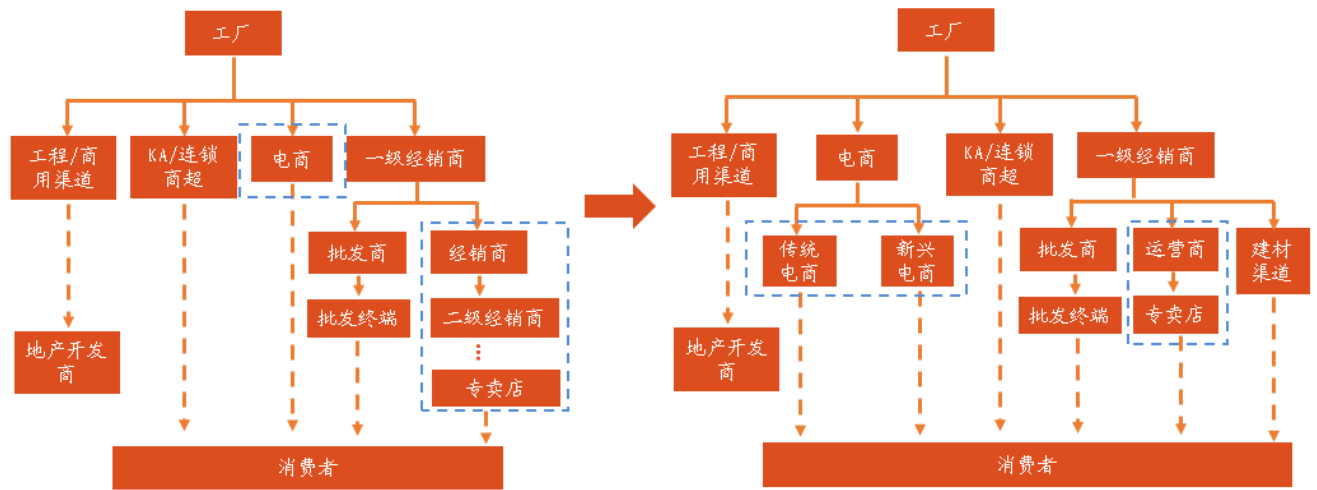 工厂
工程/商
用渠道
KA/连锁
商超
电商
一级经销商
批发商
经销商
批发终端
二级经销商
地产开发
商
专卖店
消费者
工厂
工程/商
用渠道
电商
KA/连锁
商超
一级经销商
传统
电商
新兴
电商
批发商
运营商
建材
渠道
批发终端
专卖店
地产开发
商
消费者